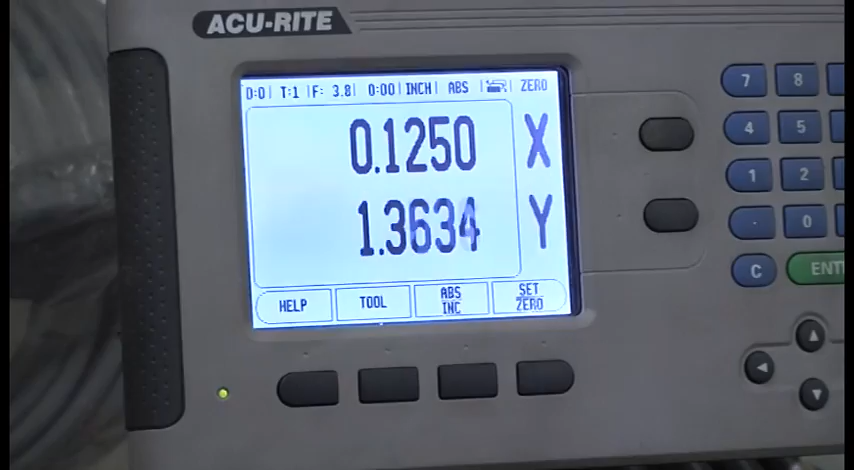 ACU-RITE
D:0 T:1 F: 3.8 0:00 INCH ABS ZERO
0.1250 X
1.3634 Y
HELP TOOL ABS INC SET ZERO
7 8
4 5
1 2
. 0
C ENT